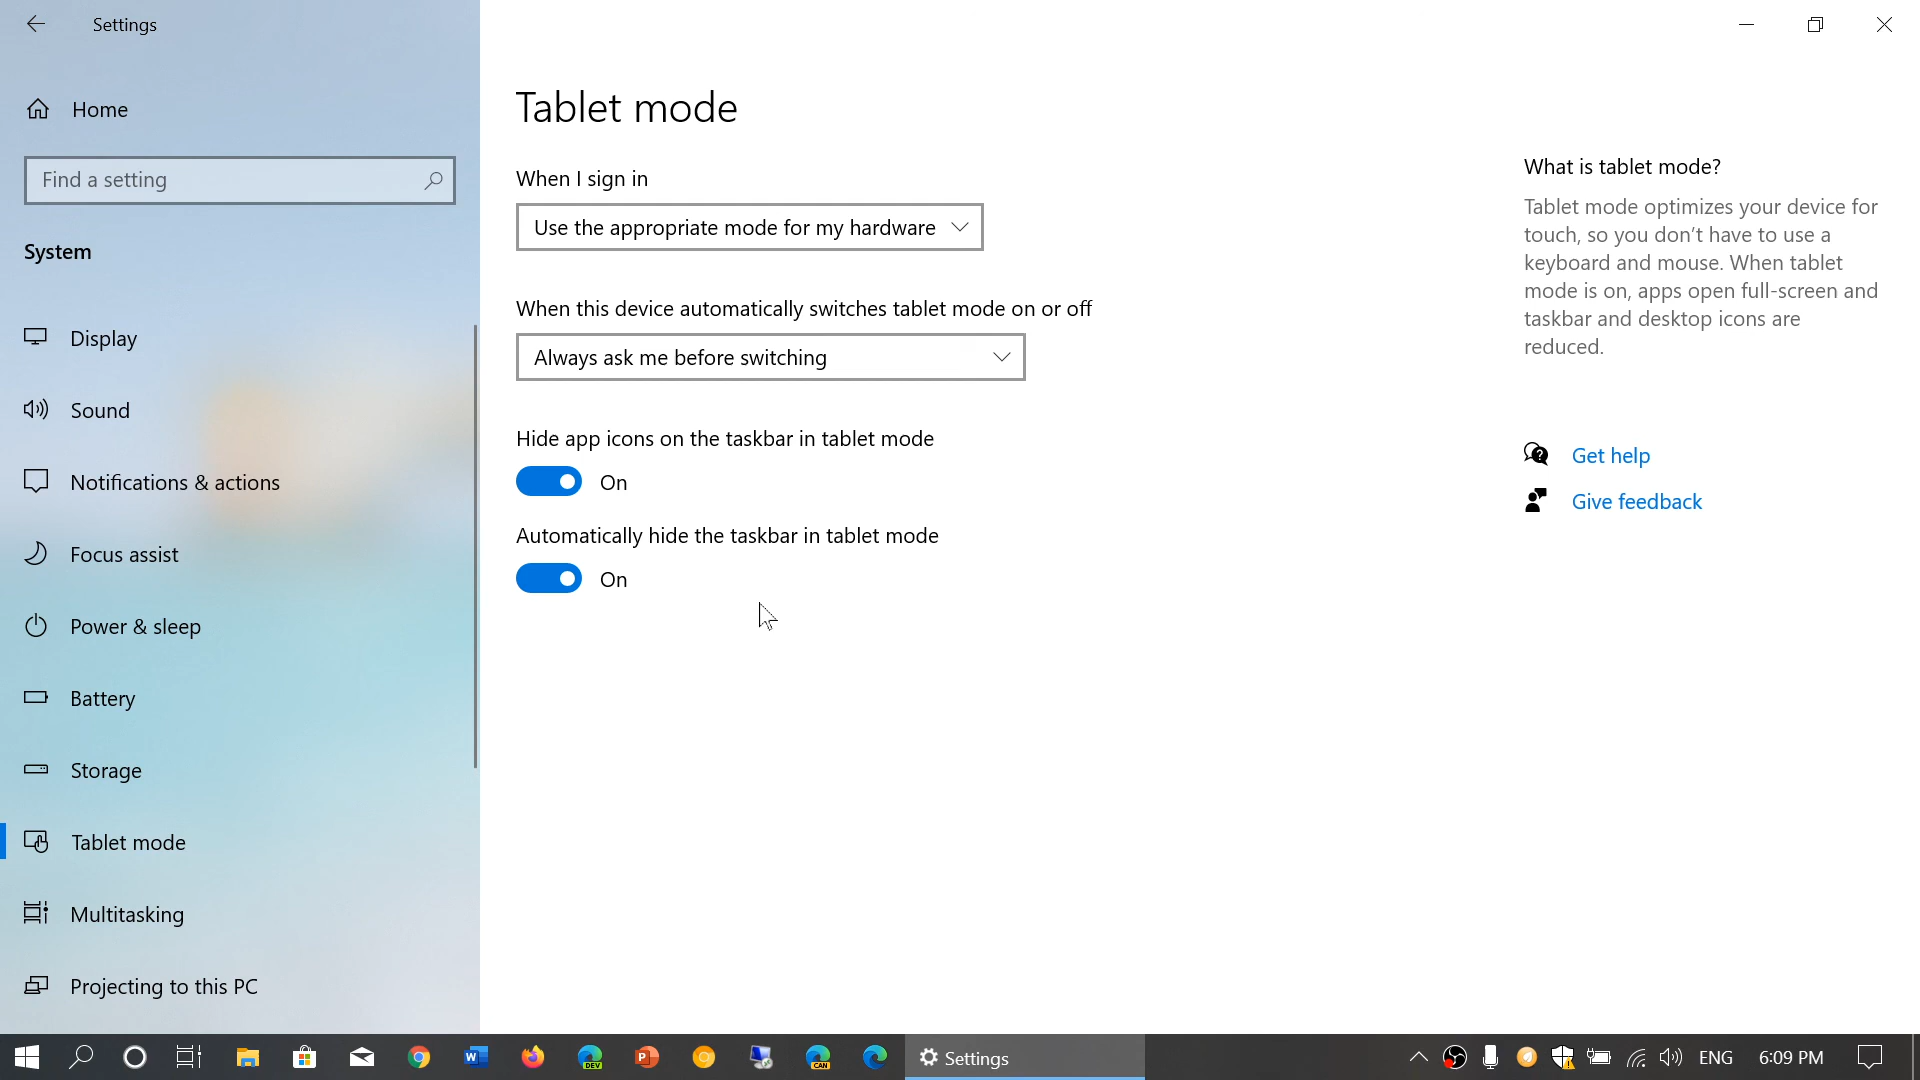 Settings
Home
Find a setting
System
Display
Sound
Notifications & actions
Focus assist
Power & sleep
Battery
Storage
Tablet mode
Multitasking
Projecting to this PC
Tablet mode
When I sign in
Use the appropriate mode for my hardware
When this device automatically switches tablet mode on or off
Always ask me before switching
Hide app icons on the taskbar in tablet mode
On
Automatically hide the taskbar in tablet mode
On
What is tablet mode?
Tablet mode optimizes your device for
touch, so you don't have to use a
keyboard and mouse. When tablet
mode is on, apps open full-screen and
taskbar and desktop icons are
reduced.
Get help
Give feedback
W
DEV
P
CAN
Settings
ENG
6:09 PM